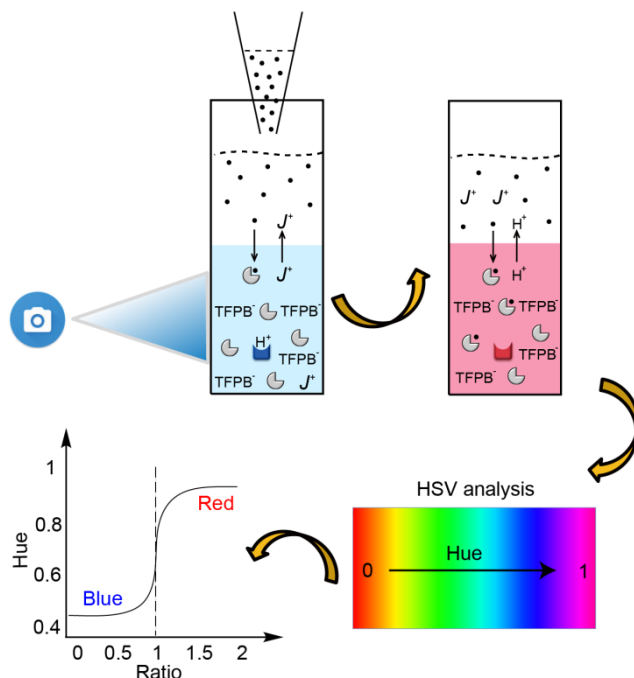 J⁺
J⁺
TFPB⁻
TFPB⁻
H⁺
TFPB⁻
TFPB⁻
J⁺
J⁺ J⁺
H⁺
H⁺
TFPB⁻
TFPB⁻
TFPB⁻
HSV analysis
Hue
0
1
Hue
1
0.8
0.6
0.4
Red
Blue
0 0.5 1 1.5 2
Ratio